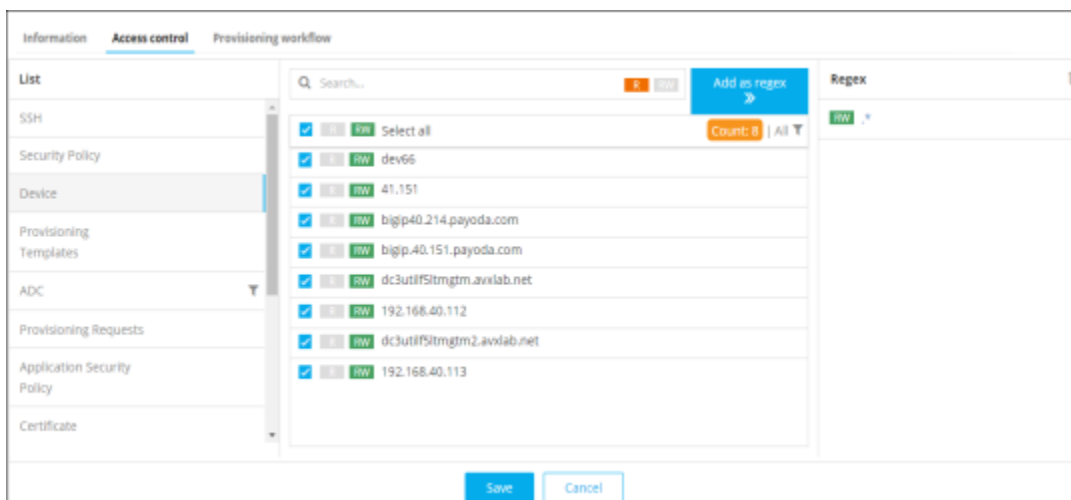 Information Access control Provisioning workflow
List
SSH
Security Policy
Device
Provisioning
Templates
ADC
Provisioning Requests
Application Security
Policy
Certificate
Search...
R RW
Add as regex
R RW Select all Count: 8 | All
R RW dev66
R RW 41.151
R RW bigip40.214.payoda.com
R RW bigip.40.151.payoda.com
R RW dc3utilf5ltmgtm.avxlab.net
R RW 192.168.40.112
R RW dc3utilf5ltmgtm2.avxlab.net
R RW 192.168.40.113
Regex
RW .*
Save Cancel